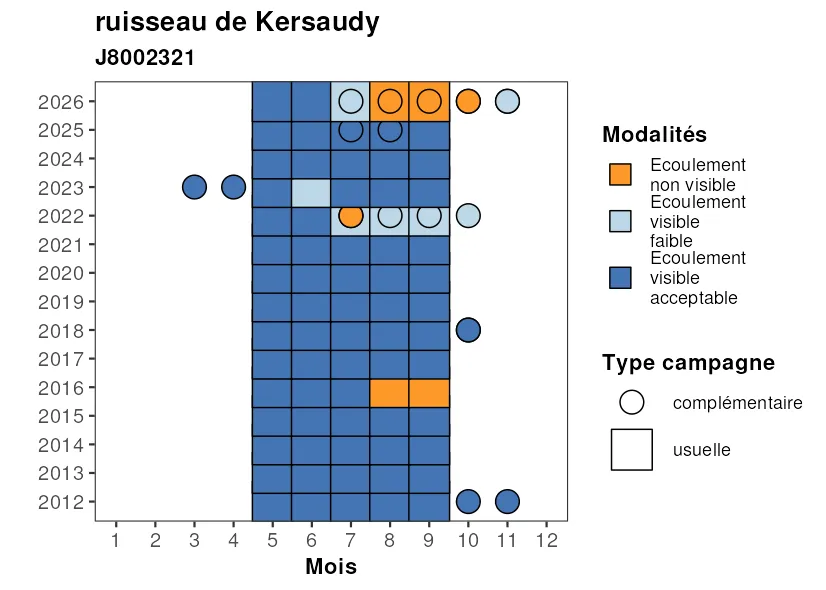 ruisseau de Kersaudy
J8002321
2026
2025
2024
2023
2022
2021
2020
2019
2018
2017
2016
2015
2014
2013
2012
1 2 3 4 5 6 7 8 9 10 11 12
Mois
Modalités
Ecoulement
non visible
Ecoulement
visible
faible
Ecoulement
visible
acceptable
Type campagne
complémentaire
usuelle